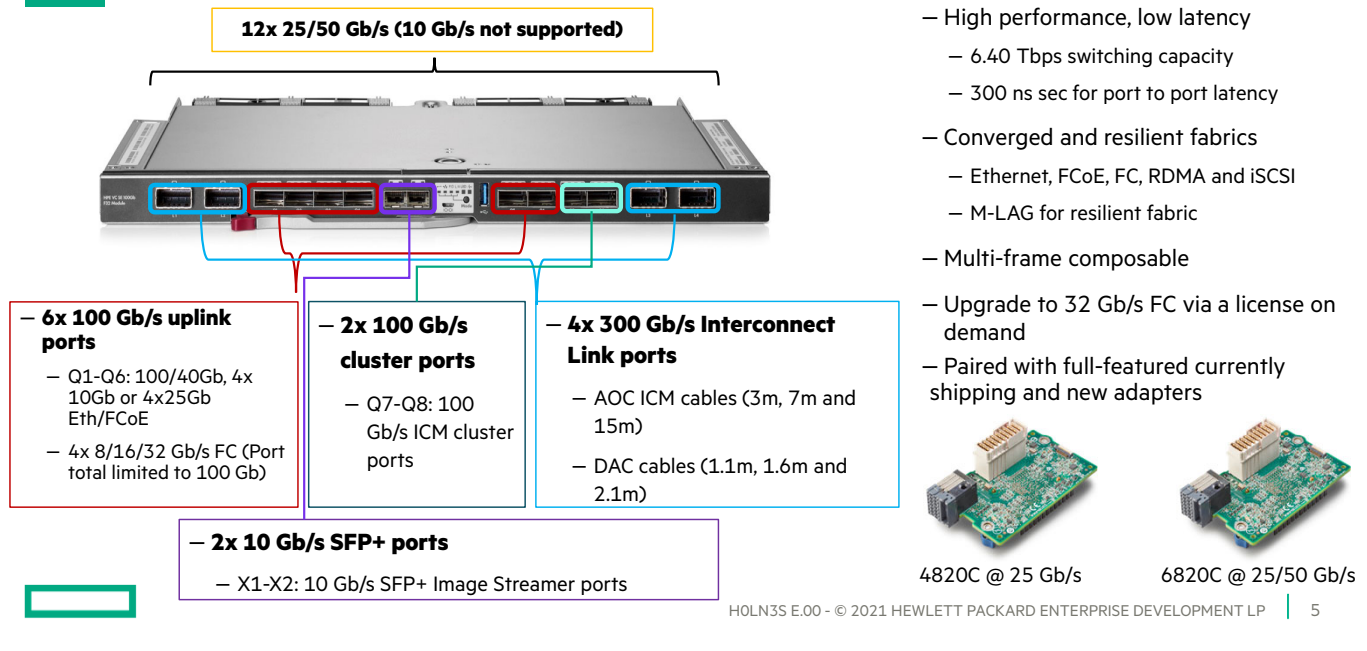 12x 25/50 Gb/s (10 Gb/s not supported)
HPE VC SE 100Gb
F32 Module
— 6x 100 Gb/s uplink
ports
— Q1-Q6: 100/40Gb, 4x
10Gb or 4x25Gb
Eth/FCoE
— 4x 8/16/32 Gb/s FC (Port
total limited to 100 Gb)
— 2x 100 Gb/s
cluster ports
— Q7-Q8: 100
Gb/s ICM cluster
ports
— 4x 300 Gb/s Interconnect
Link ports
— AOC ICM cables (3m, 7m and
15m)
— DAC cables (1.1m, 1.6m and
2.1m)
— 2x 10 Gb/s SFP+ ports
— X1-X2: 10 Gb/s SFP+ Image Streamer ports
— High performance, low latency
— 6.40 Tbps switching capacity
— 300 ns sec for port to port latency
— Converged and resilient fabrics
— Ethernet, FCoE, FC, RDMA and iSCSI
— M-LAG for resilient fabric
— Multi-frame composable
— Upgrade to 32 Gb/s FC via a license on
demand
— Paired with full-featured currently
shipping and new adapters
4820C @ 25 Gb/s
6820C @ 25/50 Gb/s
H0LN3S E.00 - © 2021 HEWLETT PACKARD ENTERPRISE DEVELOPMENT LP
5